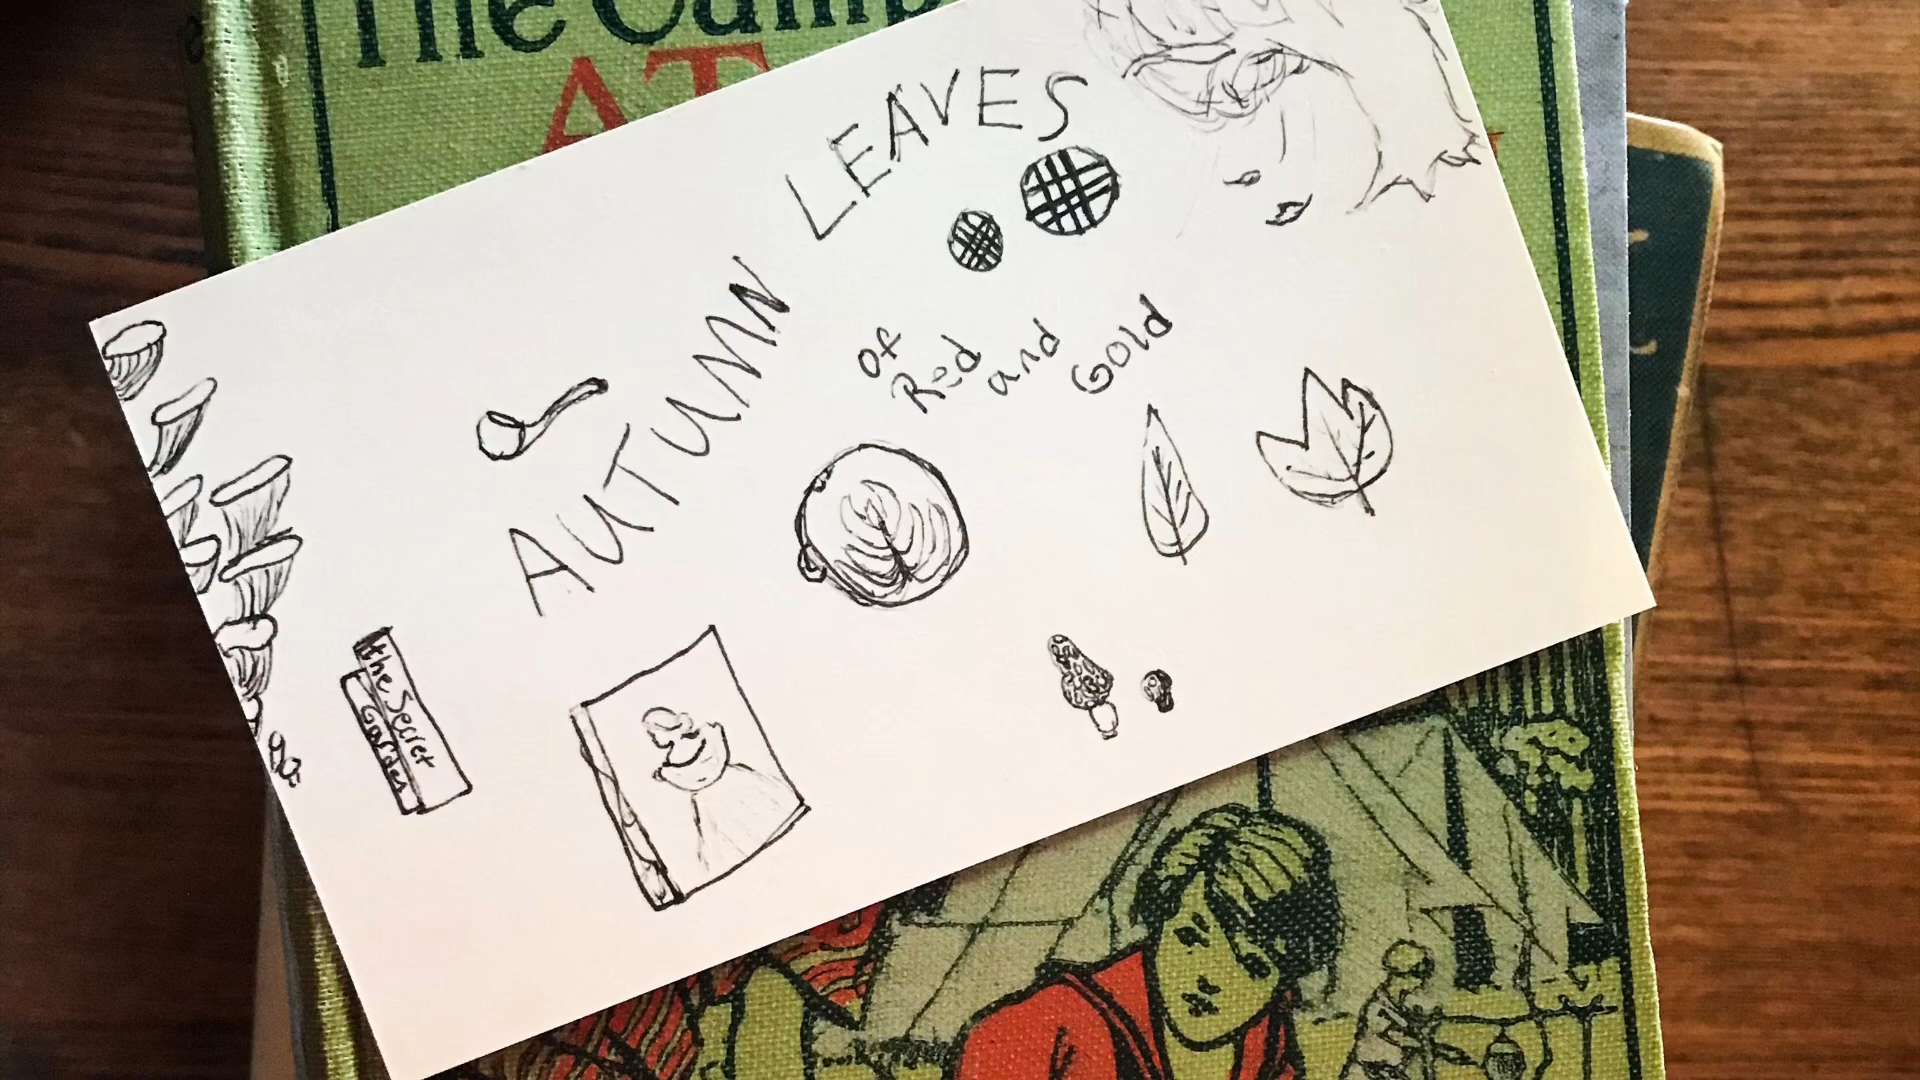 The Camp
AT
AUTUMN LEAVES
of Red and Gold
the Secret
Garden